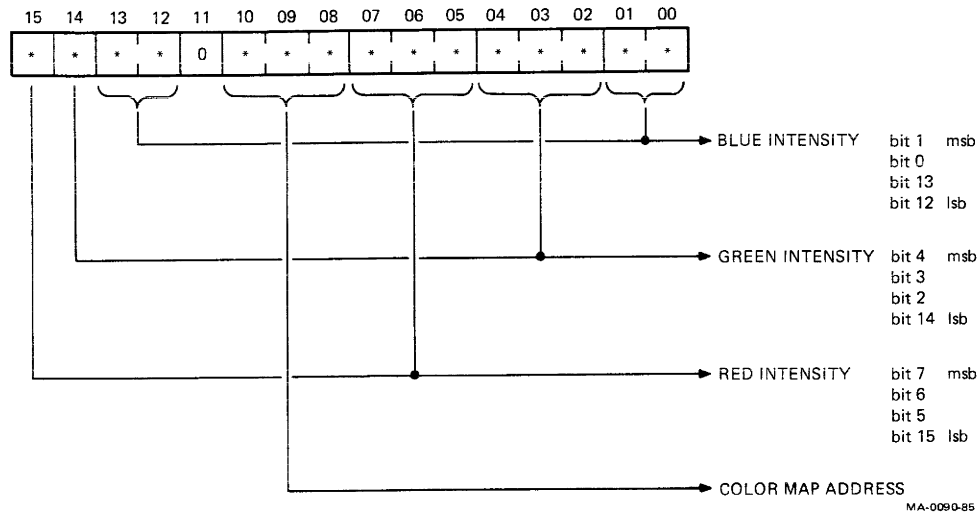 15 14 13 12 11 10 09 08 07 06 05 04 03 02 01 00
* * * * 0 * * * * * * * * * * *
BLUE INTENSITY bit 1 msb
bit 0
bit 13
bit 12 lsb
GREEN INTENSITY bit 4 msb
bit 3
bit 2
bit 14 lsb
RED INTENSITY bit 7 msb
bit 6
bit 5
bit 15 lsb
COLOR MAP ADDRESS
MA-0090-85